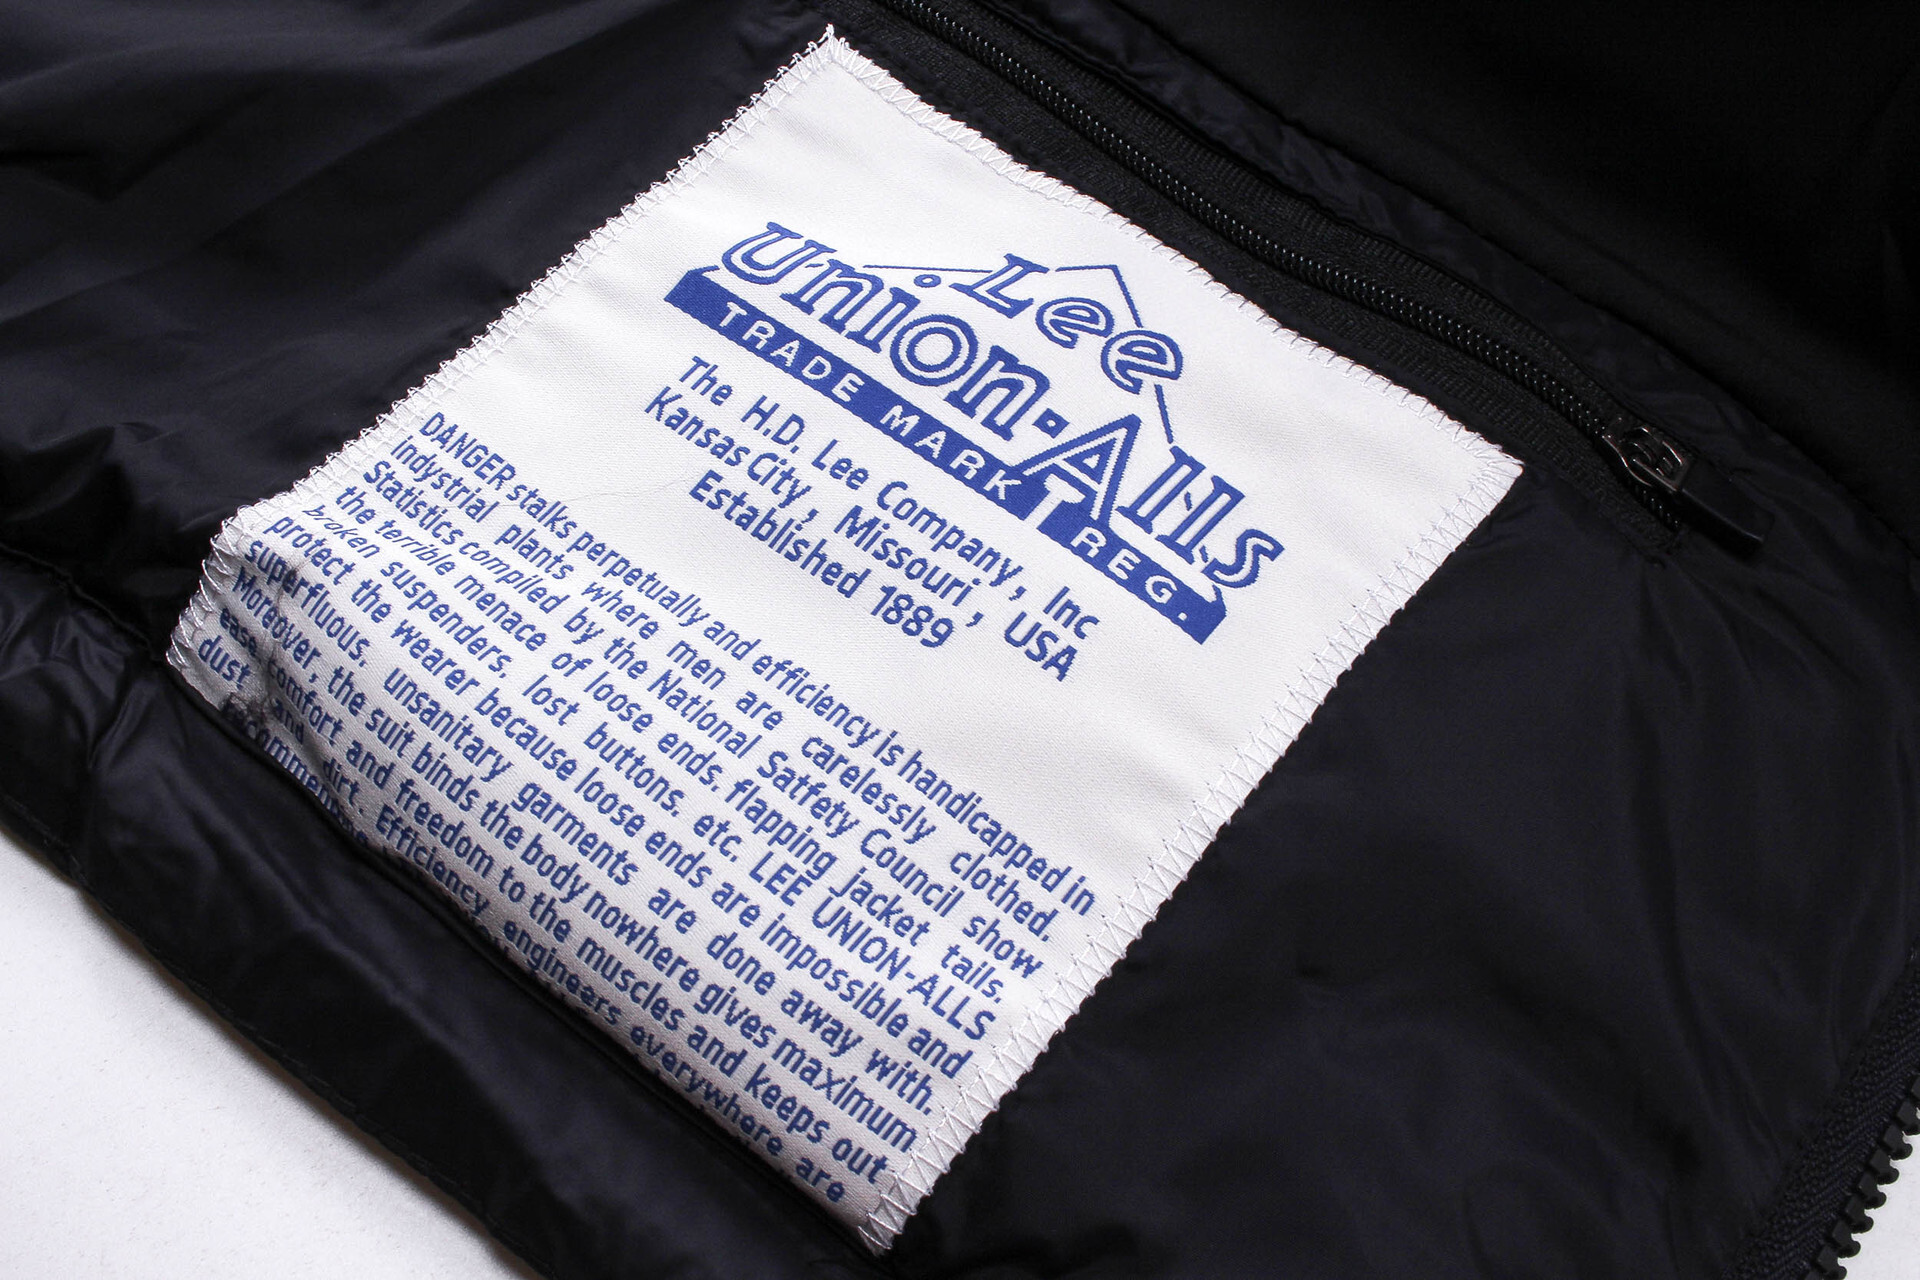 Lee
Union-Alls
TRADE MARK REG.
The H.D. Lee Company, Inc
Kansas City, Missouri, USA
Established 1889
DANGER stalks perpetually and efficiency is handicapped in
indystrial plants where men are carelessly clothed.
Statistics compiled by the National Satfety Council show
the terrible menace of loose ends. flapping jacket tails.
broken suspenders, lost buttons. etc. LEE UNION-ALLS
protect the wearer because loose ends are impossible and
superfluous. unsanitary garments are done away with.
Moreover, the suit binds the body nowhere gives maximum
ease comfort and freedom to the muscles and keeps out
dust and dirt. Efficiency engineers everywhere are